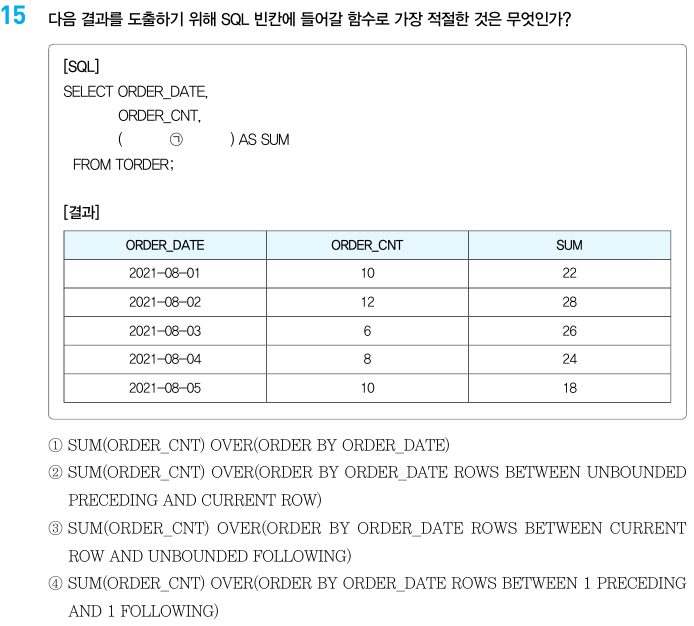 15 다음 결과를 도출하기 위해 SQL 빈칸에 들어갈 함수로 가장 적절한 것은 무엇인가?
[SQL]
SELECT ORDER_DATE,
ORDER_CNT,
( ㉠ ) AS SUM
FROM TORDER;
[결과]
ORDER_DATE ORDER_CNT SUM
2021-08-01 10 22
2021-08-02 12 28
2021-08-03 6 26
2021-08-04 8 24
2021-08-05 10 18
① SUM(ORDER_CNT) OVER(ORDER BY ORDER_DATE)
② SUM(ORDER_CNT) OVER(ORDER BY ORDER_DATE ROWS BETWEEN UNBOUNDED
PRECEDING AND CURRENT ROW)
③ SUM(ORDER_CNT) OVER(ORDER BY ORDER_DATE ROWS BETWEEN CURRENT
ROW AND UNBOUNDED FOLLOWING)
④ SUM(ORDER_CNT) OVER(ORDER BY ORDER_DATE ROWS BETWEEN 1 PRECEDING
AND 1 FOLLOWING)